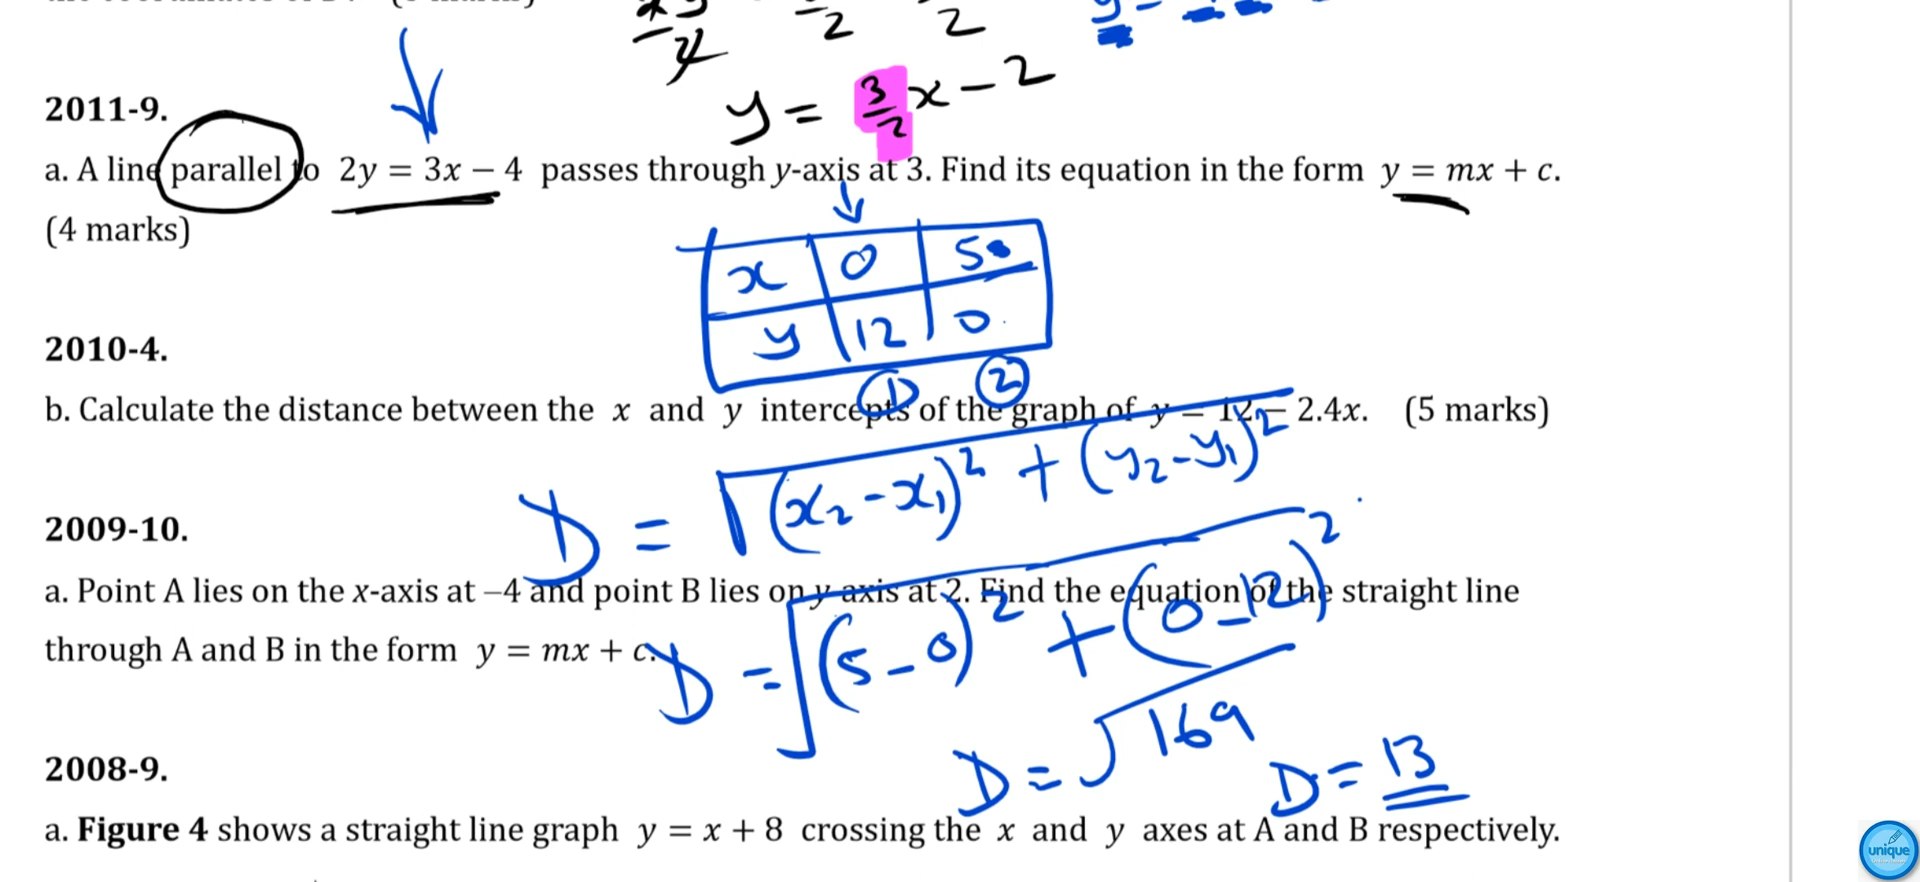 y = 3/2 x − 2
2011-9.
a. A line parallel to 2y = 3x − 4 passes through y-axis at 3. Find its equation in the form y = mx + c.
(4 marks)
x | 0 | 5
y | 12 | 0
① ②
2010-4.
b. Calculate the distance between the x and y intercepts of the graph of y = 12 − 2.4x. (5 marks)
D = √(x₂ − x₁)² + (y₂ − y₁)²
2009-10.
a. Point A lies on the x-axis at −4 and point B lies on y-axis at 2. Find the equation of the straight line
through A and B in the form y = mx + c.
D = √(5 − 0)² + (0 − 12)²
D = √169
D = 13
2008-9.
a. Figure 4 shows a straight line graph y = x + 8 crossing the x and y axes at A and B respectively.
unique